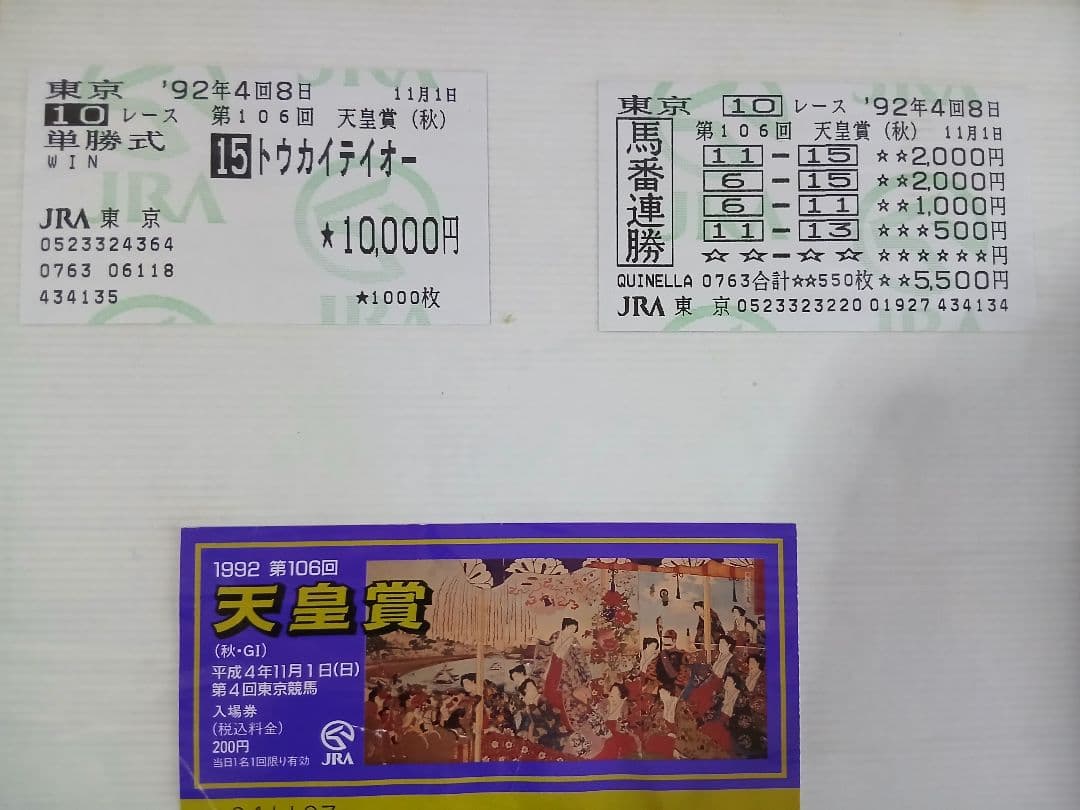 東京 '92年4回8日 11月1日
10 レース 第106回 天皇賞(秋)
単勝式
WIN
15 トウカイテイオー
JRA 東京
0523324364
★10,000円
0763 06118
434135
★1000枚
東京 10 レース '92年4回8日
馬番連勝
第106回 天皇賞(秋) 11月1日
11-15 ☆☆2,000円
6-15 ☆☆2,000円
6-11 ☆☆1,000円
11-13 ☆☆☆500円
☆☆-☆☆ ☆☆☆☆☆☆円
QUINELLA 0763合計☆☆550枚 ☆☆5,500円
JRA 東京 0523323220 01927 434134
1992 第106回
天皇賞
(秋・GI)
平成4年11月1日(日)
第4回東京競馬
入場券
(税込料金)
200円
当日1名1回限り有効
JRA